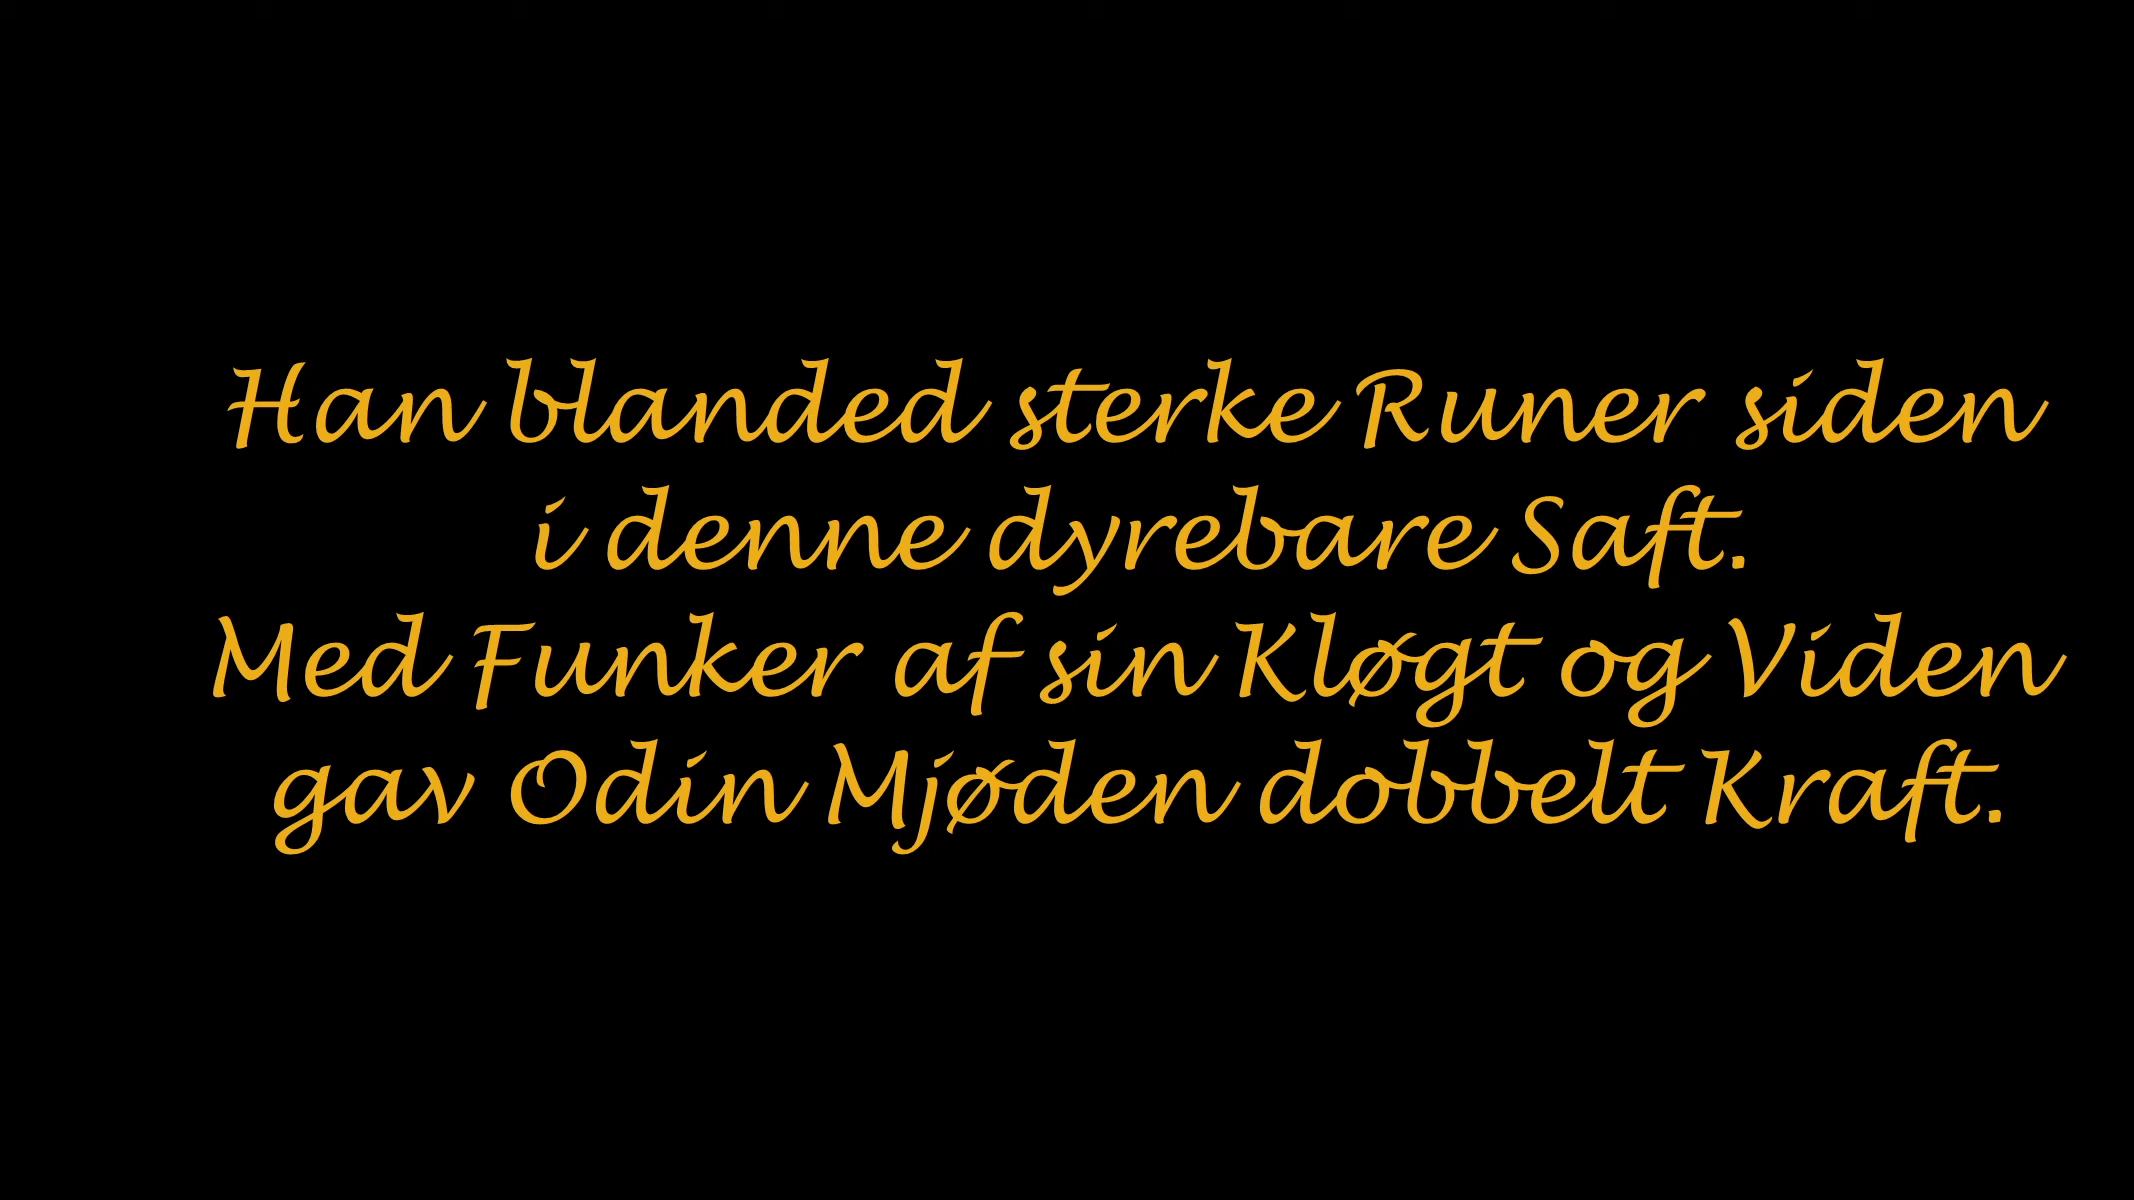 Han blanded sterke Runer siden
i denne dyrebare Saft.
Med Funker af sin Kløgt og Viden
gav Odin Mjøden dobbelt Kraft.